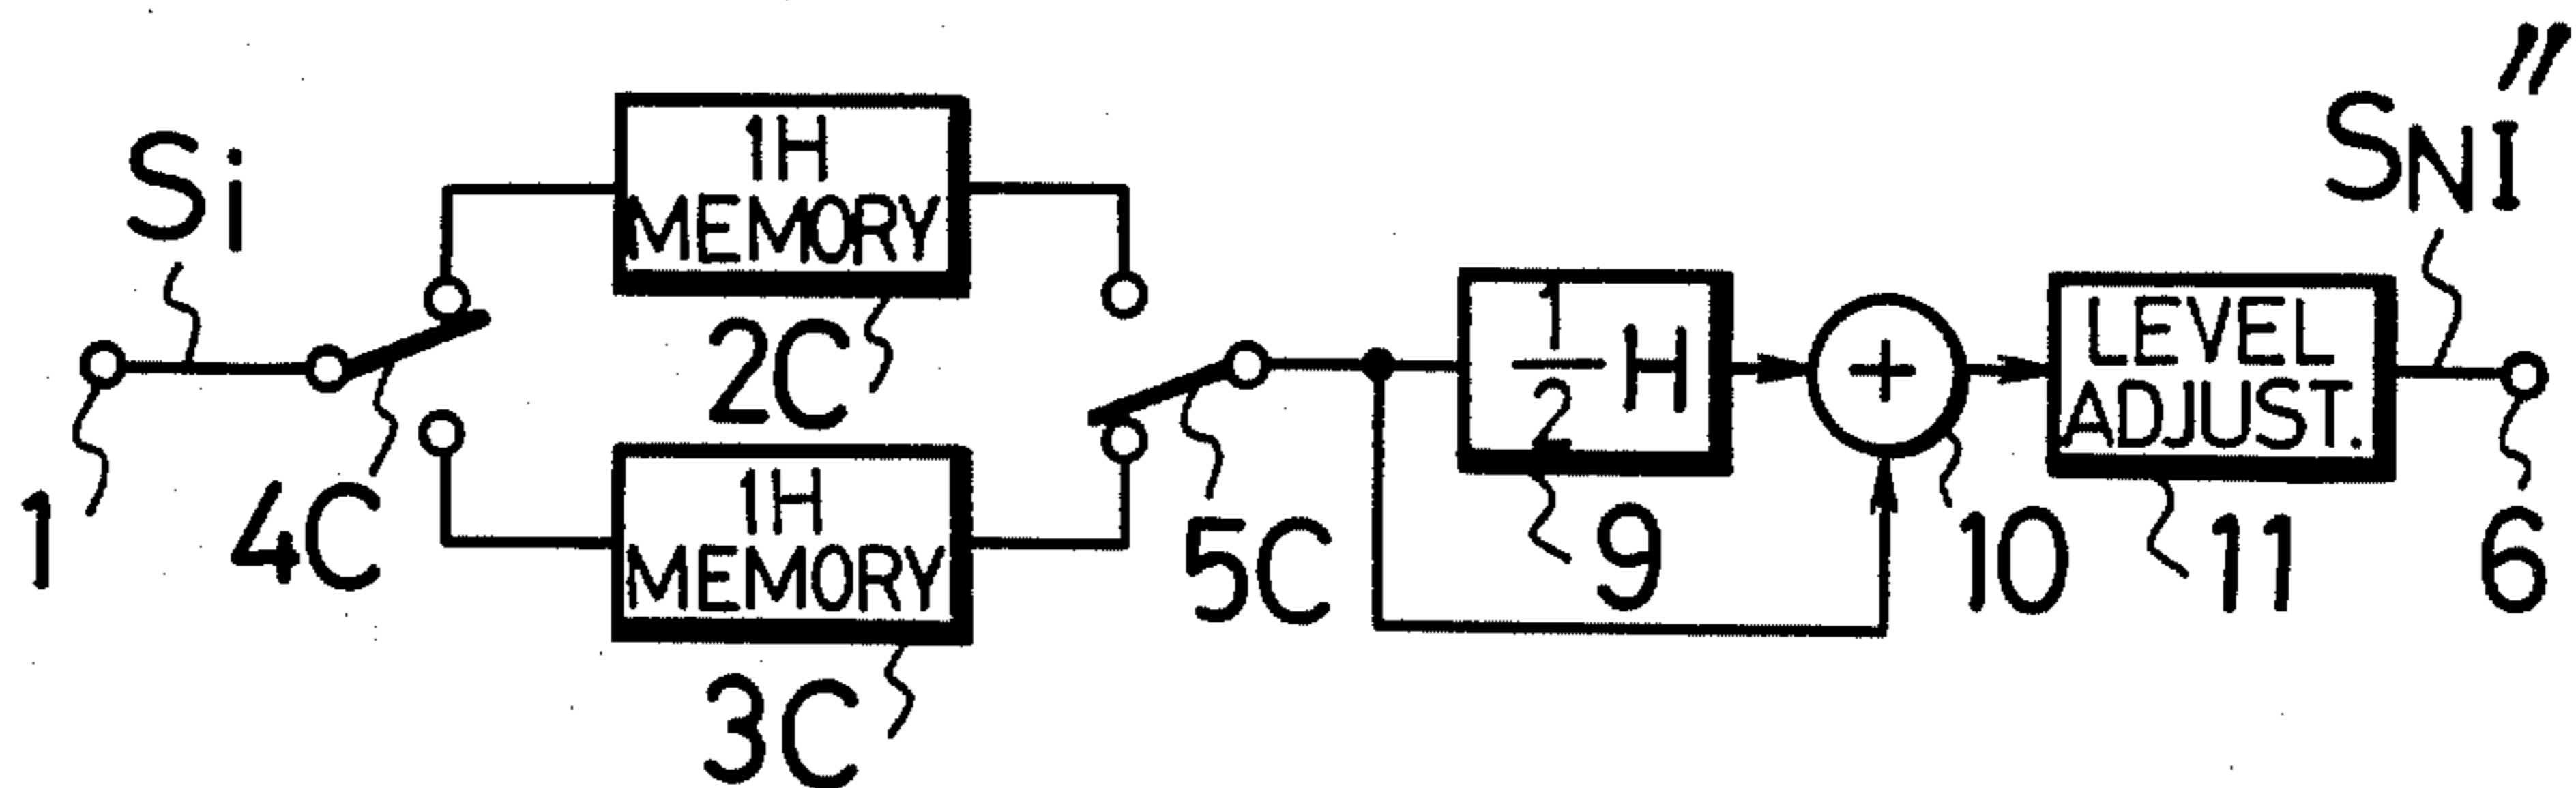 Si
1
4C
1H
MEMORY
2C
1H
MEMORY
3C
5C
1/2 H
9
+
10
LEVEL
ADJUST.
11
SNI"
6